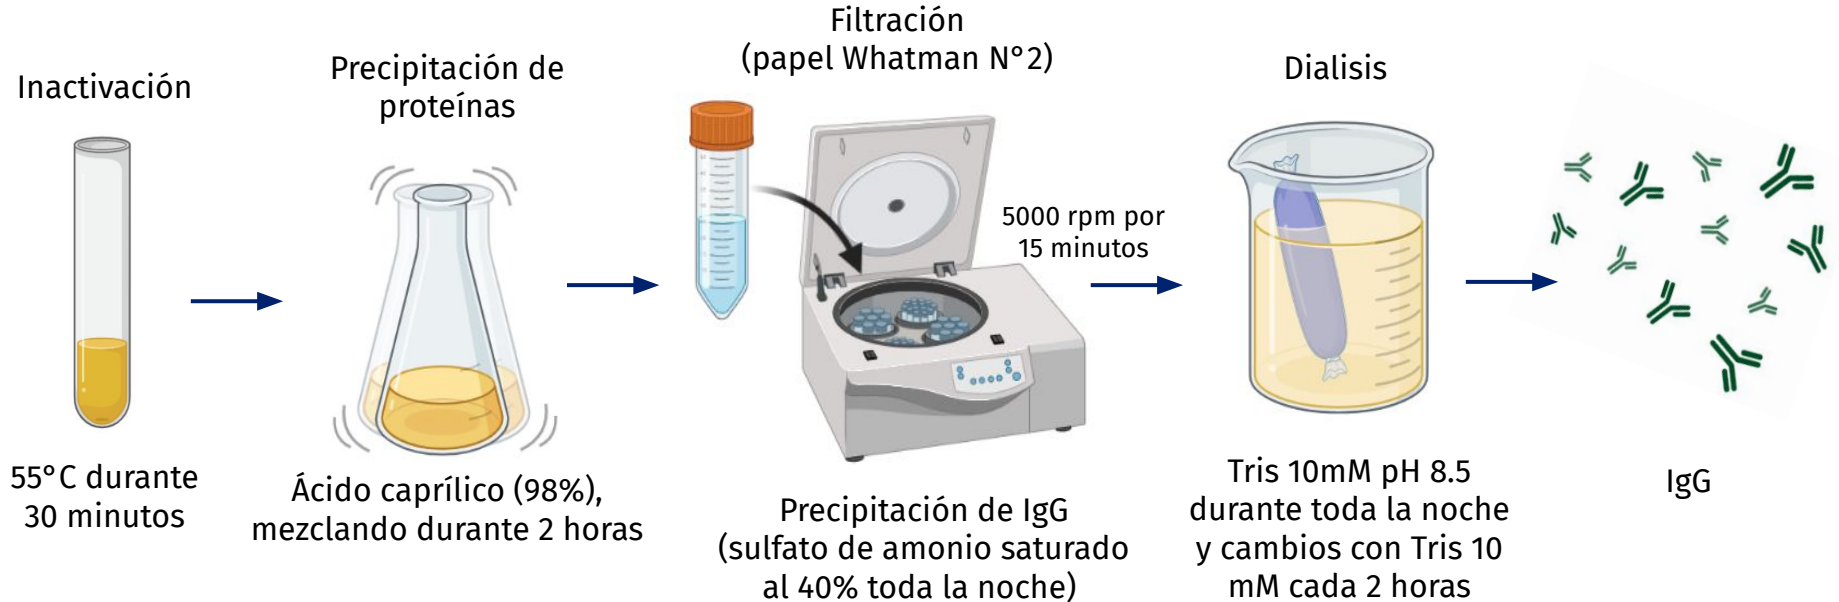 Inactivación
55°C durante
30 minutos
Precipitación de
proteínas
Ácido caprílico (98%),
mezclando durante 2 horas
Filtración
(papel Whatman N°2)
5000 rpm por
15 minutos
Precipitación de IgG
(sulfato de amonio saturado
al 40% toda la noche)
Dialisis
Tris 10mM pH 8.5
durante toda la noche
y cambios con Tris 10
mM cada 2 horas
IgG